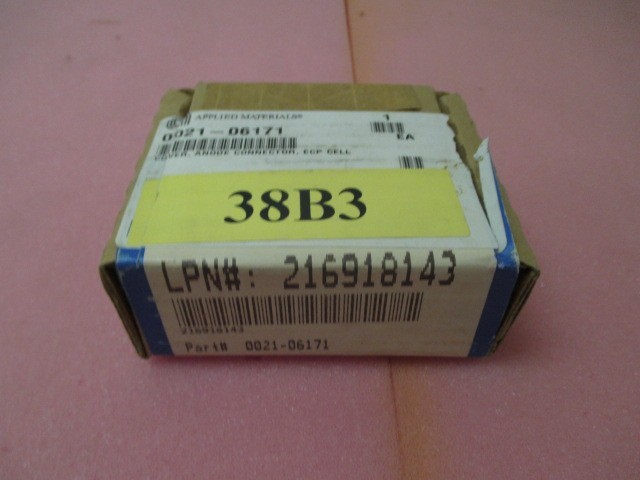 APPLIED MATERIALS®
1
0021-06171
EA
COVER, ANODE CONNECTOR, ECP CELL
38B3
LPN#: 216918143
216918143
Part# 0021-06171